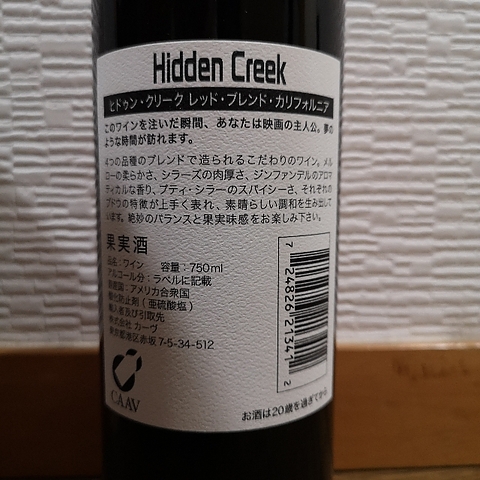 Hidden Creek
ヒドゥン・クリーク レッド・ブレンド・カリフォルニア
このワインを注いだ瞬間、あなたは映画の主人公。夢の
ような時間が訪れます。
4つの品種のブレンドで造られるこだわりのワイン。メル
ローの柔らかさ、シラーズの肉厚さ、ジンファンデルのアロマ
ティカルな香り、プティ・シラーのスパイシーさ、それぞれの
ブドウの特徴が上手く表れ、素晴らしい調和を生み出して
います。絶妙のバランスと果実味感をお楽しみ下さい。
果実酒
品名:ワイン 容量:750ml
アルコール分:ラベルに記載
原産国:アメリカ合衆国
酸化防止剤(亜硫酸塩)
輸入者及び引取先
株式会社 カーヴ
東京都港区赤坂7-5-34-512
7 24826 21341 2
CAAV
お酒は20歳を過ぎてから